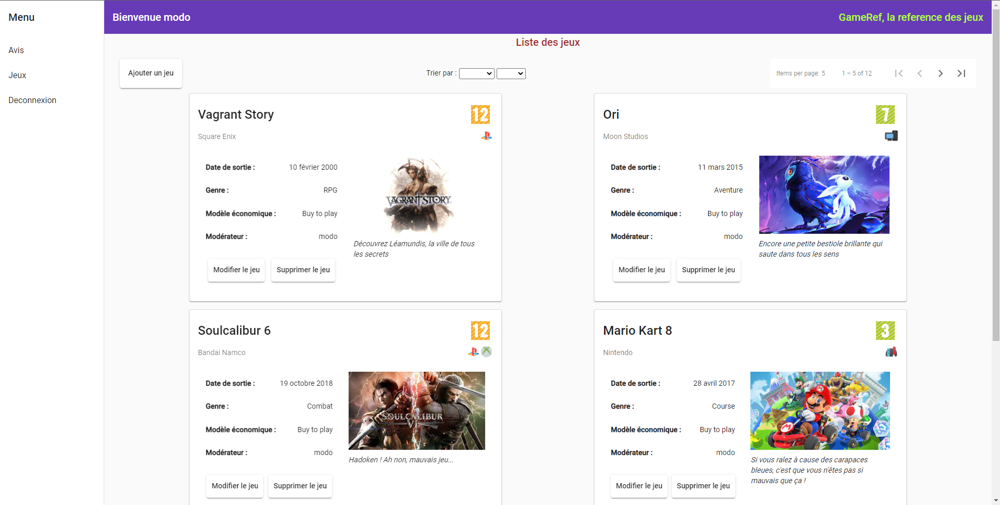 Menu
Avis
Jeux
Deconnexion
Bienvenue modo
GameRef, la reference des jeux
Liste des jeux
Ajouter un jeu
Trier par :
Items per page: 5
1 – 5 of 12
Vagrant Story
12
Square Enix
Date de sortie : 10 février 2000
Genre : RPG
Modèle économique : Buy to play
Modérateur : modo
VAGRANT STORY
Découvrez Léamundis, la ville de tous
les secrets
Modifier le jeu
Supprimer le jeu
Ori
7
Moon Studios
Date de sortie : 11 mars 2015
Genre : Aventure
Modèle économique : Buy to play
Modérateur : modo
Encore une petite bestiole brillante qui
saute dans tous les sens
Modifier le jeu
Supprimer le jeu
Soulcalibur 6
12
Bandai Namco
Date de sortie : 19 octobre 2018
Genre : Combat
Modèle économique : Buy to play
Modérateur : modo
SOULCALIBUR
VI
Hadoken ! Ah non, mauvais jeu...
Modifier le jeu
Supprimer le jeu
Mario Kart 8
3
Nintendo
Date de sortie : 28 avril 2017
Genre : Course
Modèle économique : Buy to play
Modérateur : modo
Si vous ralez à cause des carapaces
bleues, c'est que vous n'êtes pas si
mauvais que ça !
Modifier le jeu
Supprimer le jeu